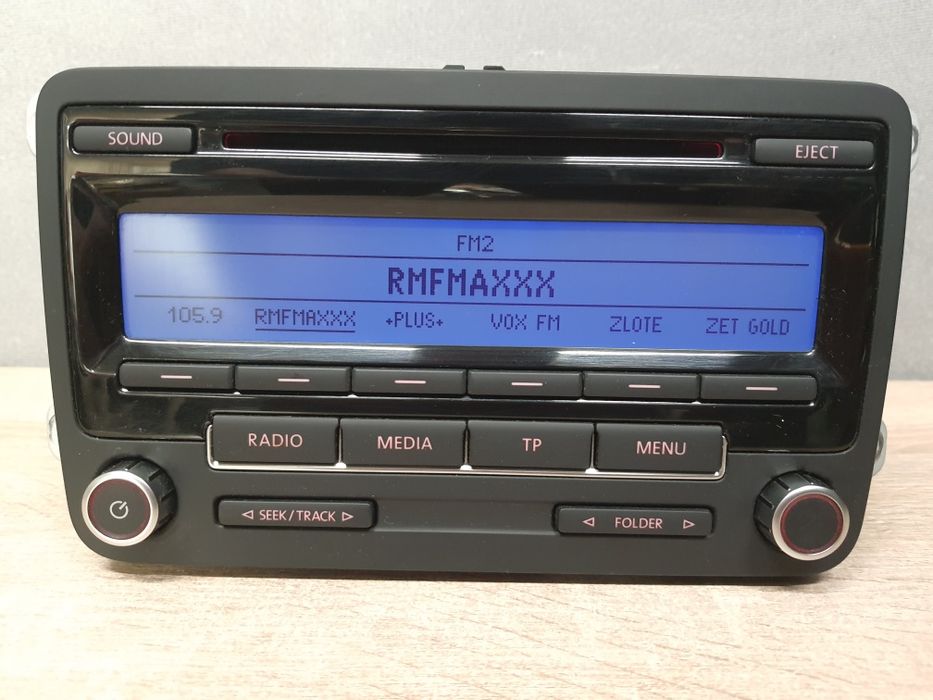 SOUND EJECT
FM2
RMFMAXXX
105.9 RMFMAXXX +PLUS+ VOX FM ZLOTE ZET GOLD
RADIO MEDIA TP MENU
◁ SEEK/TRACK ▷ ◁ FOLDER ▷